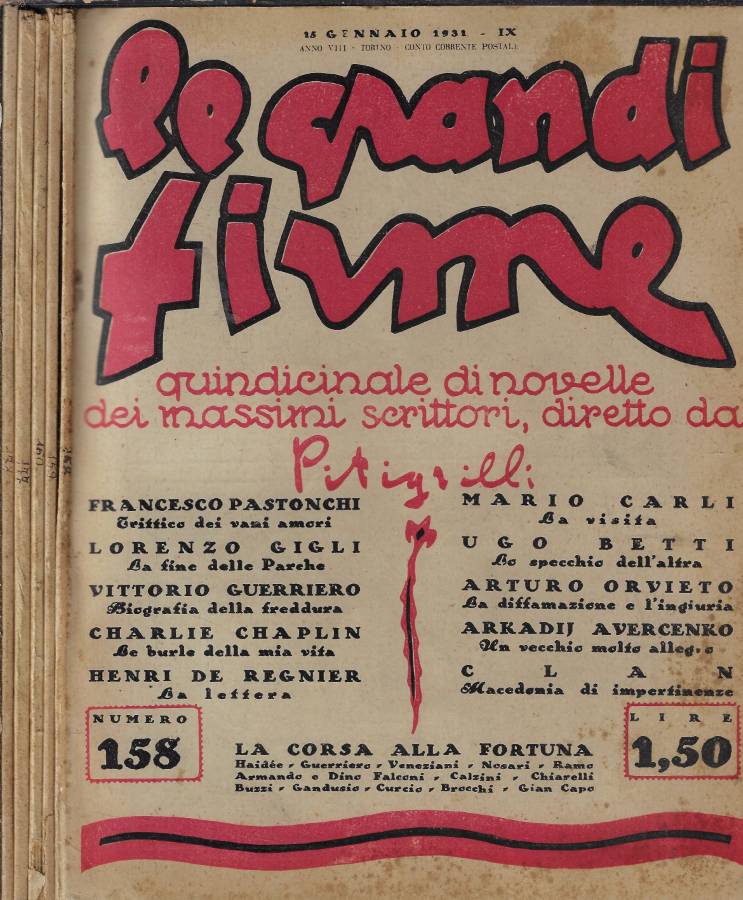 15 GENNAIO 1931 - IX
ANNO VIII - TORINO - CONTO CORRENTE POSTALE
le grandi
firme
quindicinale di novelle
dei massimi scrittori, diretto da
Pitigrilli
FRANCESCO PASTONCHI
Trittico dei vani amori
LORENZO GIGLI
La fine delle Parche
VITTORIO GUERRIERO
Biografia della freddura
CHARLIE CHAPLIN
Le burle della mia vita
HENRI DE REGNIER
La lettera
MARIO CARLI
La visita
UGO BETTI
Lo specchio dell'altra
ARTURO ORVIETO
La diffamazione e l'ingiuria
ARKADIJ AVERCENKO
Un vecchio molto allegro
CLAN
Macedonia di impertinenze
NUMERO
158
LA CORSA ALLA FORTUNA
Haidée - Guerriero - Veneziani - Nosari - Ramo
Armando e Dino Falconi - Calzini - Chiarelli
Buzzi - Gandusio - Curcio - Brocchi - Gian Capo
LIRE
1,50